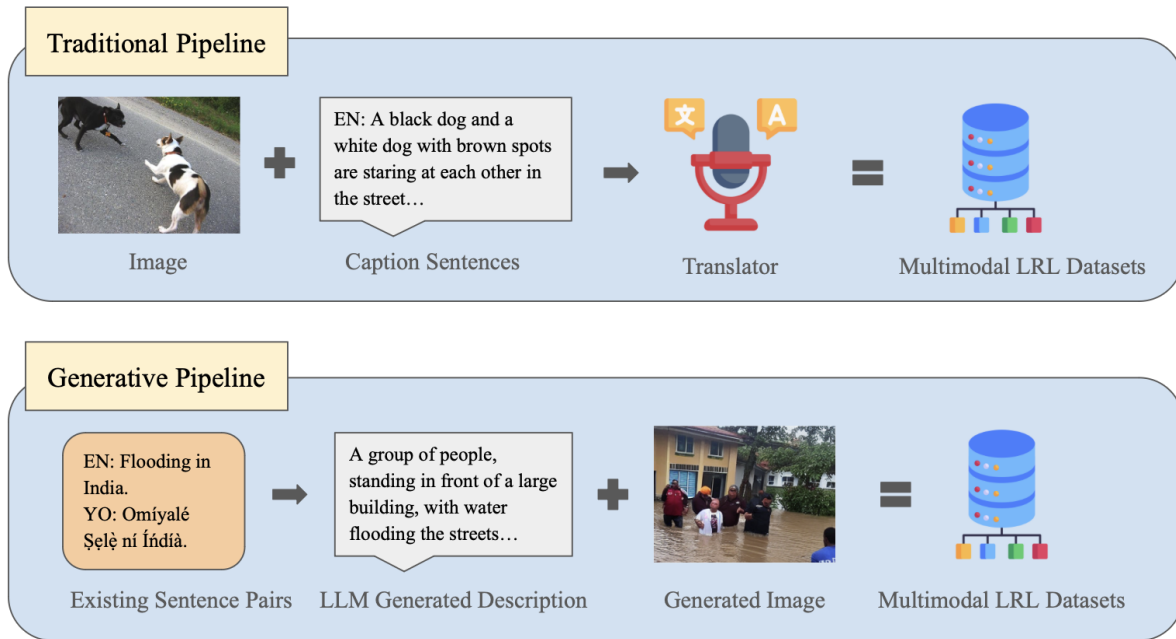 Traditional Pipeline
EN: A black dog and a
white dog with brown spots
are staring at each other in
the street…
文
A
Image
Caption Sentences
Translator
Multimodal LRL Datasets
Generative Pipeline
EN: Flooding in
India.
YO: Omíyalé
Ṣẹlẹ̀ ní Íńdíà.
A group of people,
standing in front of a large
building, with water
flooding the streets…
Existing Sentence Pairs
LLM Generated Description
Generated Image
Multimodal LRL Datasets